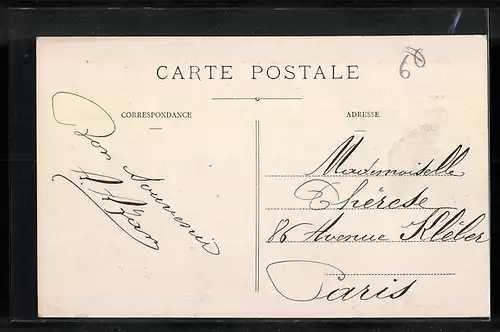 CARTE POSTALE
CORRESPONDANCE
ADRESSE
Bon Souvenir
Mademoiselle
Thérèse
86 Avenue Kléber
Paris